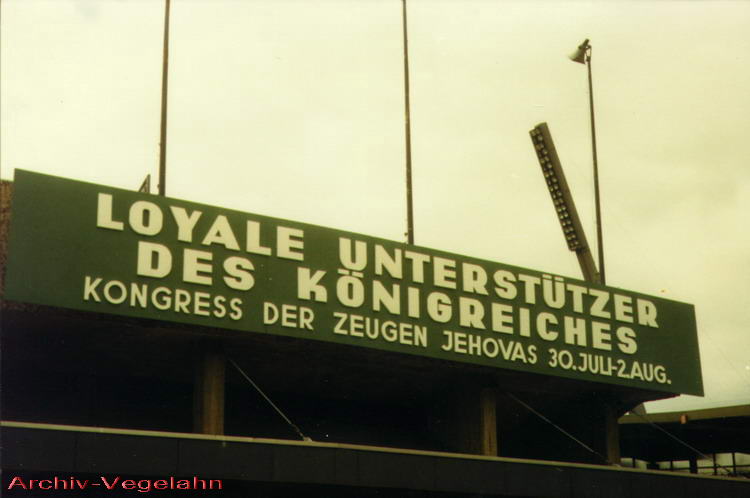 LOYALE UNTERSTÜTZER
DES KÖNIGREICHES
KONGRESS DER ZEUGEN JEHOVAS 30.JULI-2.AUG.
Archiv-Vegelahn